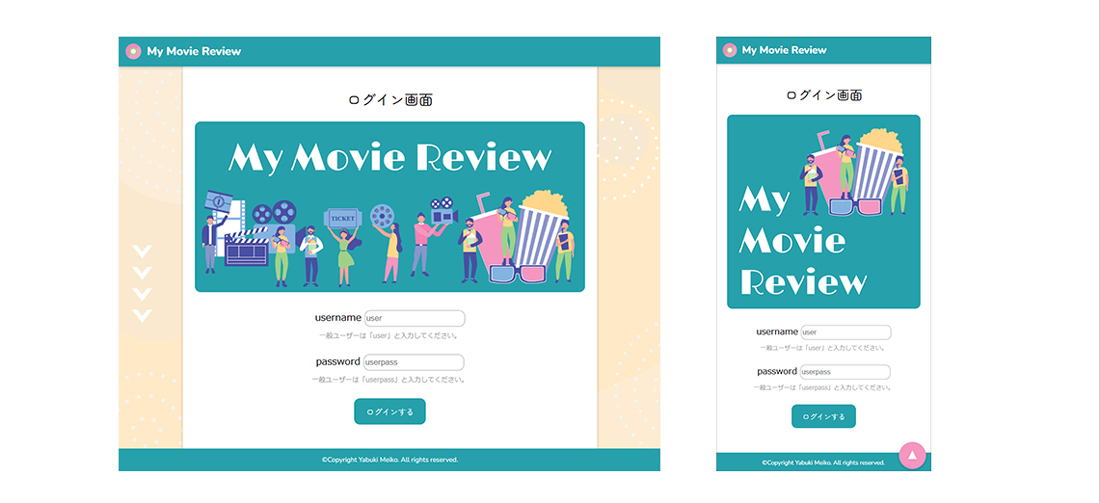 My Movie Review
ログイン画面
My Movie Review
TICKET
username user
一般ユーザーは「user」と入力してください。
password userpass
一般ユーザーは「userpass」と入力してください。
ログインする
©Copyright Yabuki Meiko. All rights reserved.
My Movie Review
ログイン画面
My
Movie
Review
username user
一般ユーザーは「user」と入力してください。
password userpass
一般ユーザーは「userpass」と入力してください。
ログインする
©Copyright Yabuki Meiko. All rights reserved.